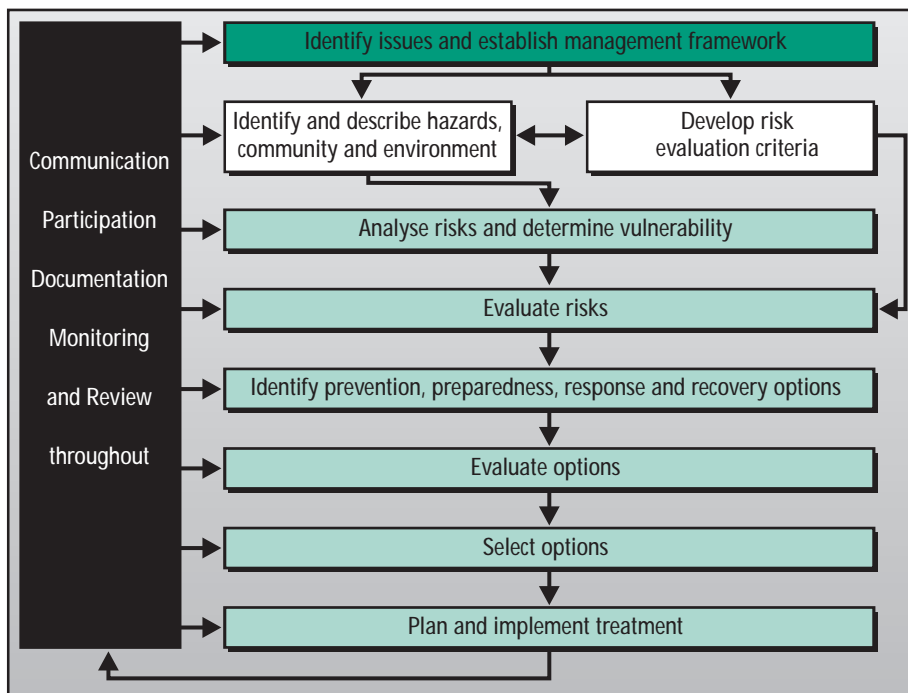 Identify issues and establish management framework
Identify and describe hazards,
community and environment
Develop risk
evaluation criteria
Communication
Participation
Documentation
Monitoring
and Review
throughout
Analyse risks and determine vulnerability
Evaluate risks
Identify prevention, preparedness, response and recovery options
Evaluate options
Select options
Plan and implement treatment